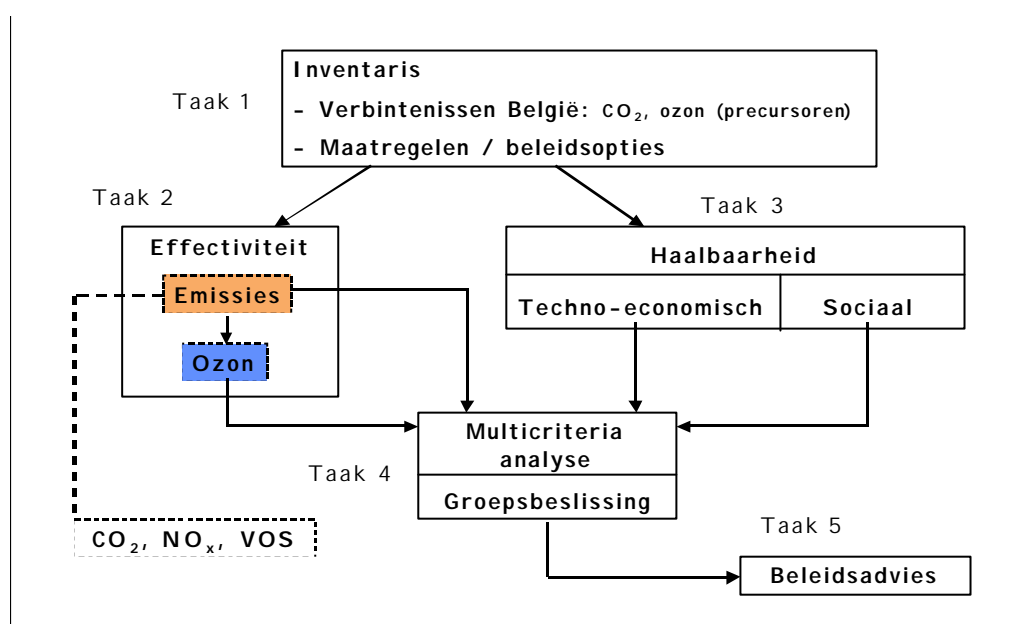 Inventaris
Taak 1
- Verbintenissen België: CO₂, ozon (precursoren)
- Maatregelen / beleidsopties
Taak 2
Taak 3
Effectiviteit
Haalbaarheid
Emissies
Techno-economisch
Sociaal
Ozon
Multicriteria
analyse
Taak 4
Groepsbeslissing
CO₂, NOₓ, VOS
Taak 5
Beleidsadvies